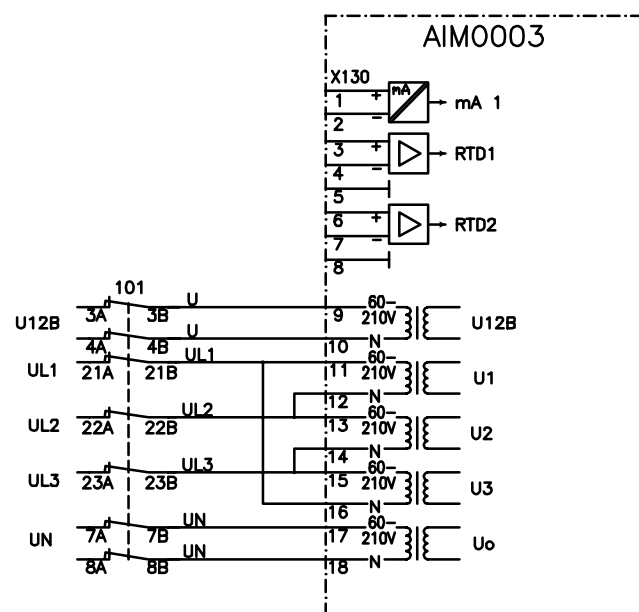 AIM0003
X130
mA
1 + mA 1
2 -
3 + RTD1
4 -
5
6 + RTD2
7 -
8
101
U12B 3A 3B U 9 60-210V U12B
4A 4B U 10 N
UL1 21A 21B UL1 11 60-210V U1
12 N
UL2 22A 22B UL2 13 60-210V U2
14 N
UL3 23A 23B UL3 15 60-210V U3
16 N
UN 7A 7B UN 17 60-210V Uo
8A 8B UN 18 N